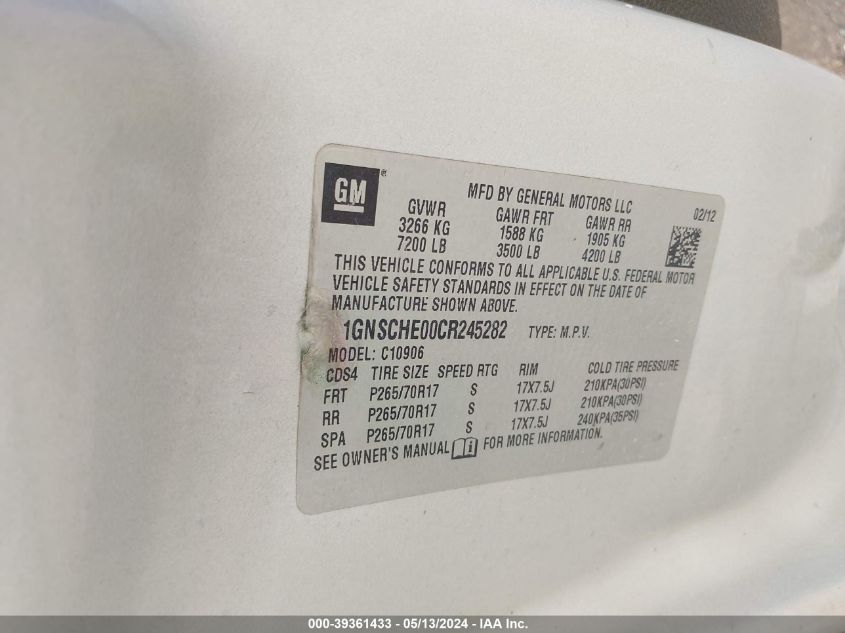 GM®
MFD BY GENERAL MOTORS LLC 02/12
GVWR GAWR FRT GAWR RR
3266 KG 1588 KG 1905 KG
7200 LB 3500 LB 4200 LB
THIS VEHICLE CONFORMS TO ALL APPLICABLE U.S. FEDERAL MOTOR
VEHICLE SAFETY STANDARDS IN EFFECT ON THE DATE OF
MANUFACTURE SHOWN ABOVE.
1GNSCHE00CR245282 TYPE: M.P.V.
MODEL: C10906
CDS4 TIRE SIZE SPEED RTG RIM COLD TIRE PRESSURE
FRT P265/70R17 S 17X7.5J 210KPA(30PSI)
RR P265/70R17 S 17X7.5J 210KPA(30PSI)
SPA P265/70R17 S 17X7.5J 240KPA(35PSI)
SEE OWNER'S MANUAL FOR MORE INFORMATION.
000-39361433 - 05/13/2024 - IAA, Inc.